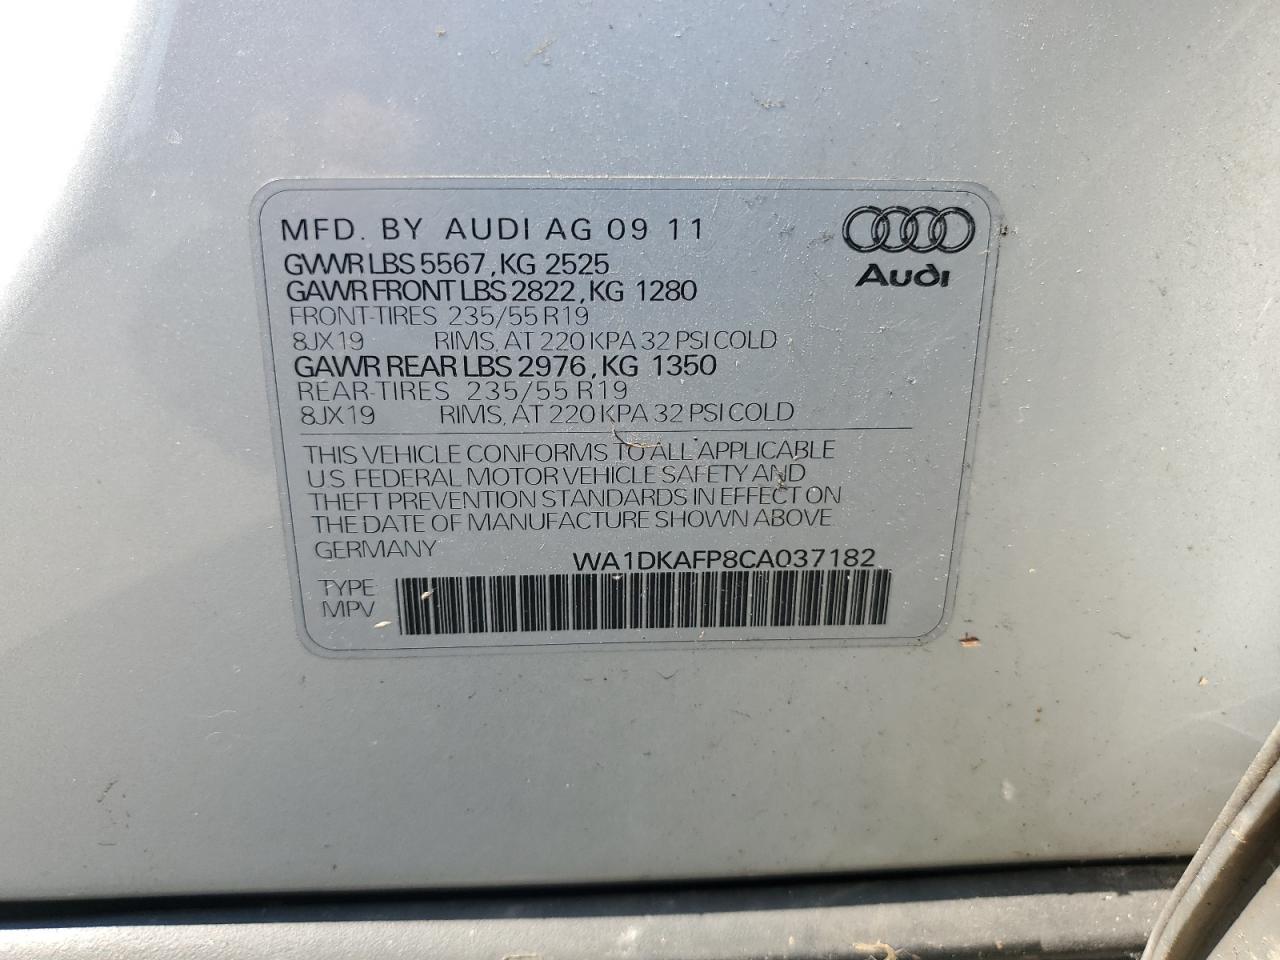 MFD. BY AUDI AG 09 11
Audi
GVWR LBS 5567, KG 2525
GAWR FRONT LBS 2822, KG 1280
FRONT-TIRES 235/55 R19
8JX19 RIMS, AT 220 KPA 32 PSI COLD
GAWR REAR LBS 2976, KG 1350
REAR-TIRES 235/55 R19
8JX19 RIMS, AT 220 KPA 32 PSI COLD
THIS VEHICLE CONFORMS TO ALL APPLICABLE
U.S. FEDERAL MOTOR VEHICLE SAFETY AND
THEFT PREVENTION STANDARDS IN EFFECT ON
THE DATE OF MANUFACTURE SHOWN ABOVE
GERMANY WA1DKAFP8CA037182
TYPE
MPV